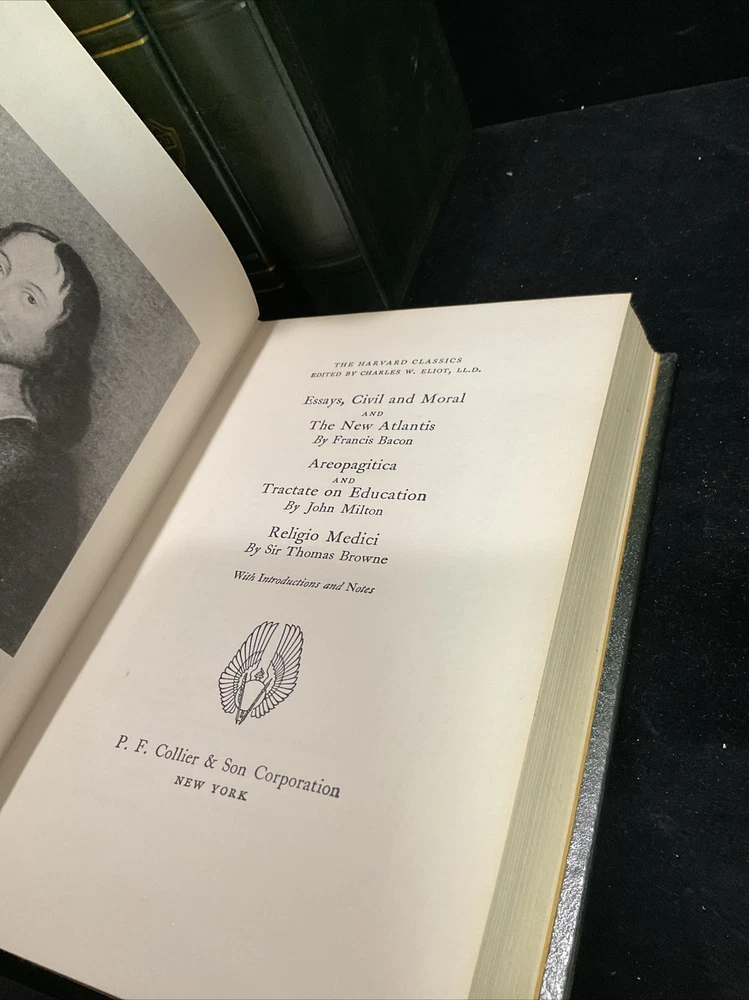 THE HARVARD CLASSICS
EDITED BY CHARLES W. ELIOT, LL.D.
Essays, Civil and Moral
AND
The New Atlantis
By Francis Bacon
Areopagitica
AND
Tractate on Education
By John Milton
Religio Medici
By Sir Thomas Browne
With Introductions and Notes
P. F. Collier & Son Corporation
NEW YORK